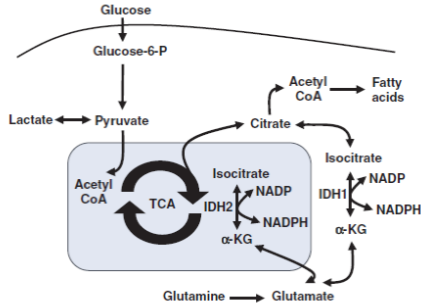 Glucose
Glucose-6-P
Acetyl
CoA
Fatty
acids
Lactate
Pyruvate
Citrate
Isocitrate
Isocitrate
Acetyl
CoA
TCA
IDH2
NADP
NADPH
α-KG
IDH1
NADP
NADPH
α-KG
Glutamine
Glutamate